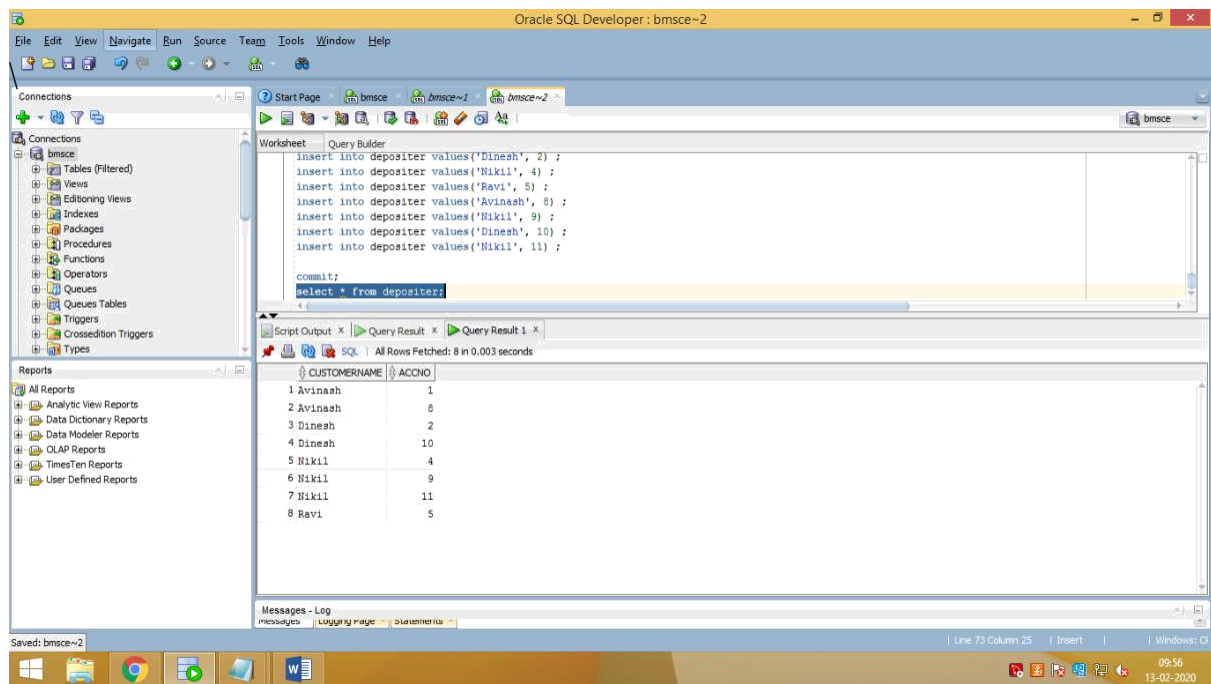 Oracle SQL Developer : bmsce~2
File Edit View Navigate Run Source Team Tools Window Help
Connections
Start Page bmsce bmsce~1 bmsce~2
bmsce
Worksheet Query Builder
Connections
bmsce
Tables (Filtered)
Views
Editioning Views
Indexes
Packages
Procedures
Functions
Operators
Queues
Queues Tables
Triggers
Crossedition Triggers
Types
insert into depositer values('Dinesh', 2) ;
insert into depositer values('Nikil', 4) ;
insert into depositer values('Ravi', 5) ;
insert into depositer values('Avinash', 8) ;
insert into depositer values('Nikil', 9) ;
insert into depositer values('Dinesh', 10) ;
insert into depositer values('Nikil', 11) ;
commit;
select * from depositer;
Script Output x Query Result x Query Result 1 x
SQL | All Rows Fetched: 8 in 0.003 seconds
CUSTOMERNAME ACCNO
1 Avinash 1
2 Avinash 8
3 Dinesh 2
4 Dinesh 10
5 Nikil 4
6 Nikil 9
7 Nikil 11
8 Ravi 5
Reports
All Reports
Analytic View Reports
Data Dictionary Reports
Data Modeler Reports
OLAP Reports
TimesTen Reports
User Defined Reports
Messages - Log
Messages Logging Page Statements
Saved: bmsce~2
| Line 73 Column 25 | Insert | | Windows: C
09:56
13-02-2020